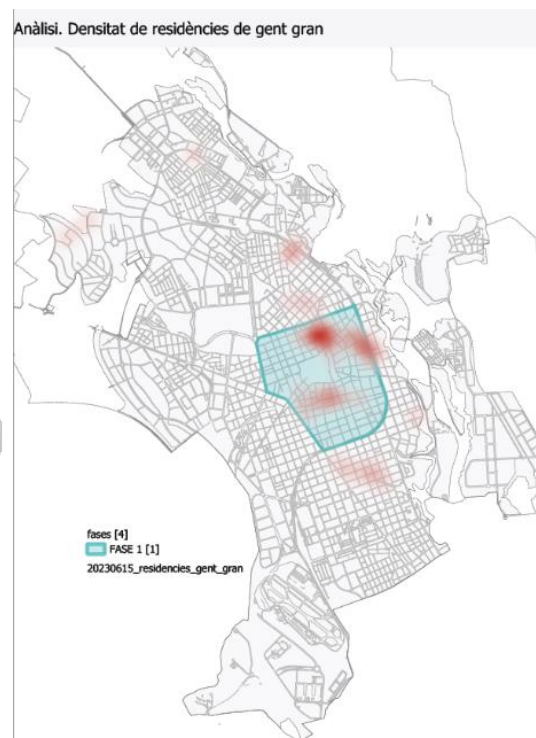 Anàlisi. Densitat de residències de gent gran
fases [4]
FASE 1 [1]
20230615_residencies_gent_gran